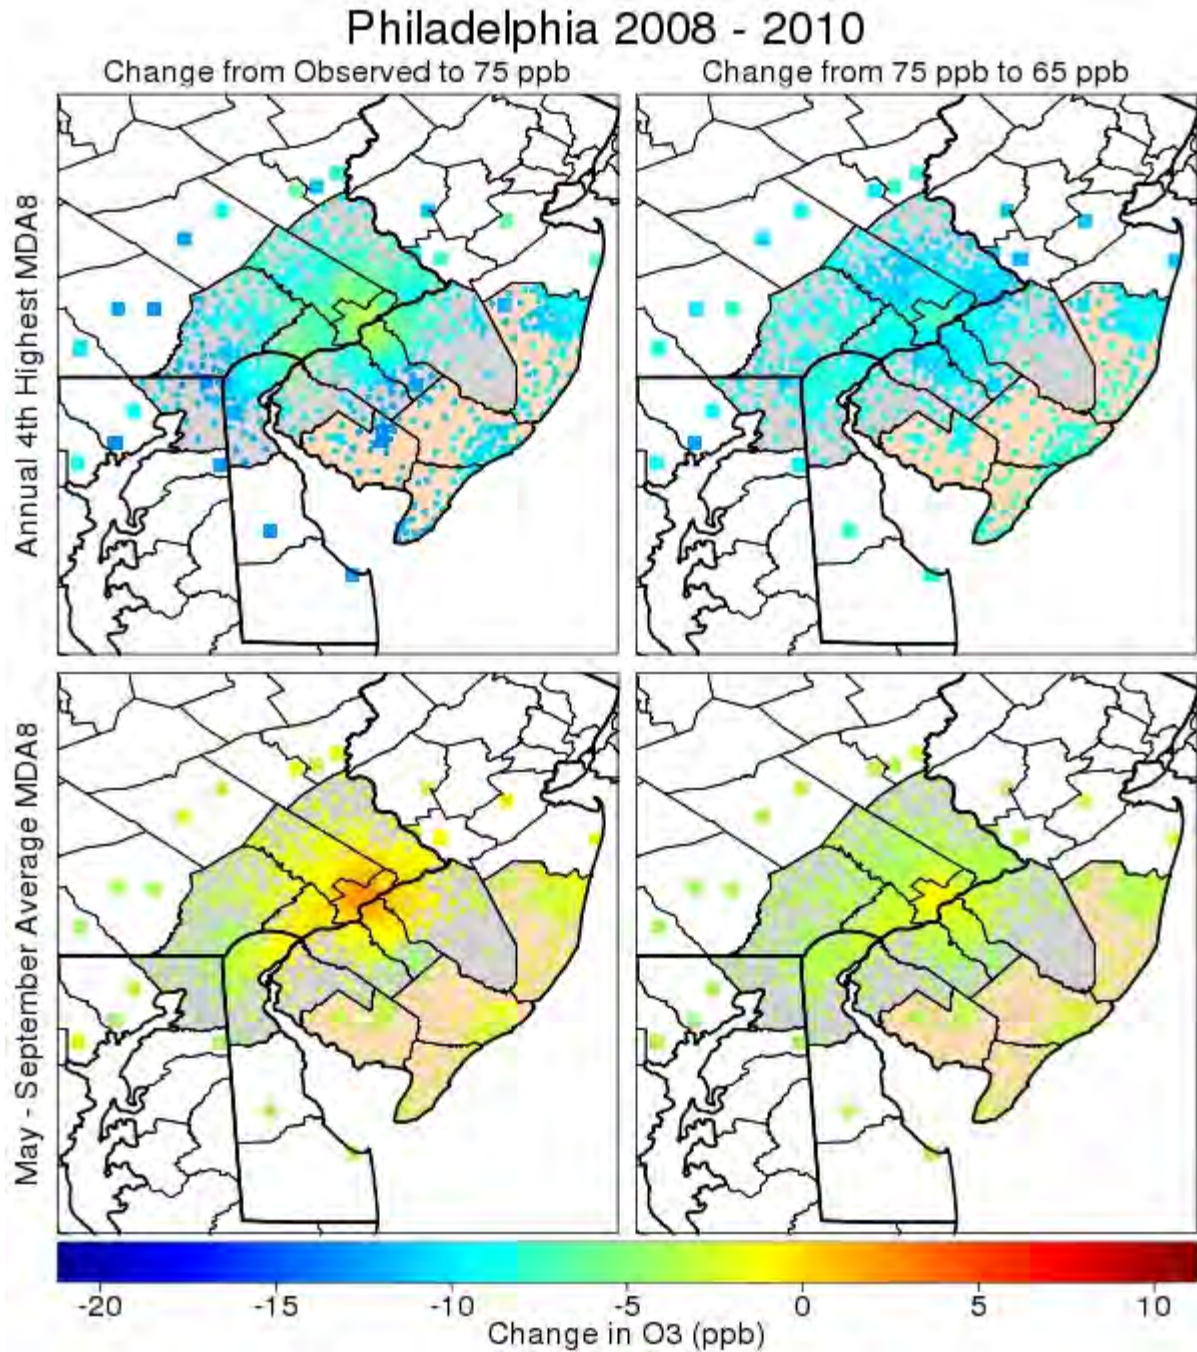 Philadelphia 2008 - 2010
Change from Observed to 75 ppb
Change from 75 ppb to 65 ppb
Annual 4th Highest MDA8
May - September Average MDA8
-20 -15 -10 -5 0 5 10
Change in O3 (ppb)